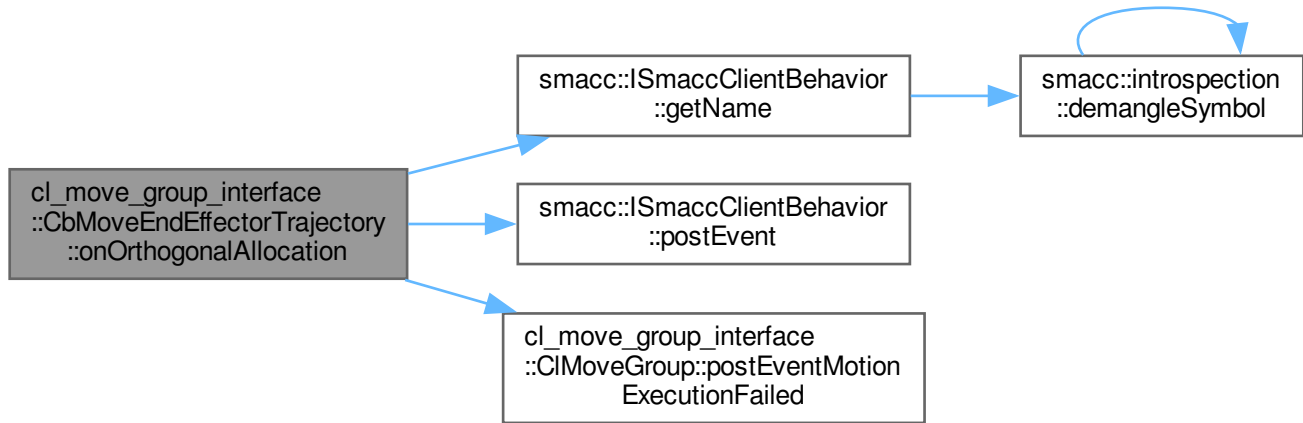 cl_move_group_interface
::CbMoveEndEffectorTrajectory
::onOrthogonalAllocation
smacc::ISmaccClientBehavior
::getName
smacc::introspection
::demangleSymbol
smacc::ISmaccClientBehavior
::postEvent
cl_move_group_interface
::ClMoveGroup::postEventMotion
ExecutionFailed